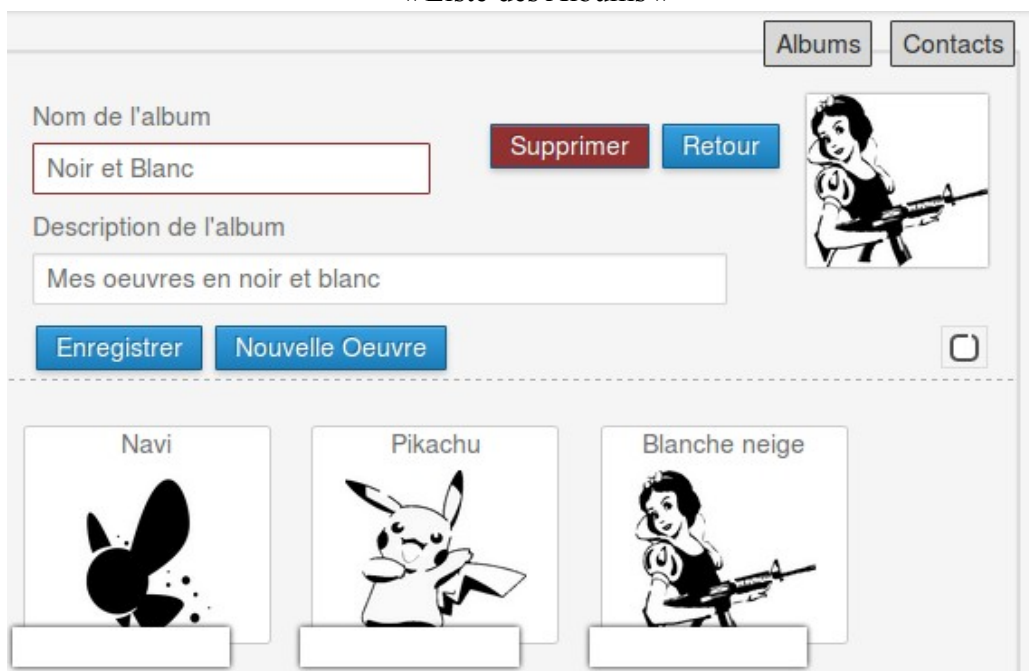 Albums Contacts
Nom de l'album
Supprimer Retour
Noir et Blanc
Description de l'album
Mes oeuvres en noir et blanc
Enregistrer Nouvelle Oeuvre
Navi Pikachu Blanche neige